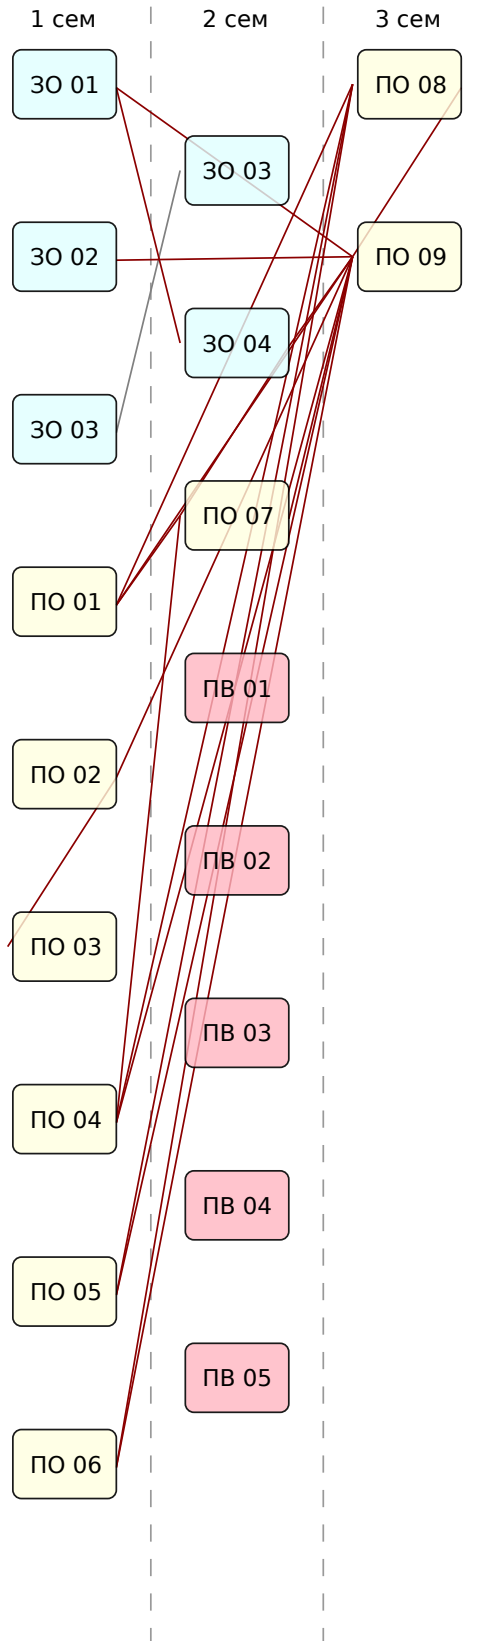 1 сем
2 сем
3 сем
ЗО 01
ПО 08
ЗО 03
ЗО 02
ПО 09
ЗО 04
ЗО 03
ПО 07
ПО 01
ПВ 01
ПО 02
ПВ 02
ПО 03
ПВ 03
ПО 04
ПВ 04
ПО 05
ПВ 05
ПО 06